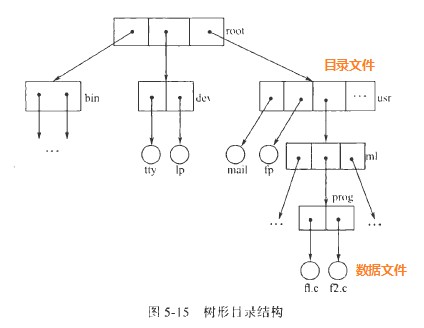 root
目录文件
bin
dev
···
usr
···
tty
lp
mail
fp
ml
prog
···
···
数据文件
f1.c
f2.c
图 5-15 树形目录结构